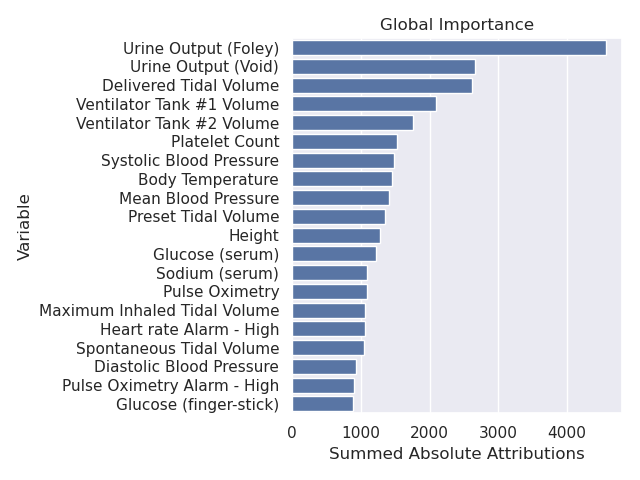 Global Importance
Urine Output (Foley)
Urine Output (Void)
Delivered Tidal Volume
Ventilator Tank #1 Volume
Ventilator Tank #2 Volume
Platelet Count
Systolic Blood Pressure
Body Temperature
Mean Blood Pressure
Preset Tidal Volume
Height
Glucose (serum)
Sodium (serum)
Pulse Oximetry
Maximum Inhaled Tidal Volume
Heart rate Alarm - High
Spontaneous Tidal Volume
Diastolic Blood Pressure
Pulse Oximetry Alarm - High
Glucose (finger-stick)
Variable
0 1000 2000 3000 4000
Summed Absolute Attributions